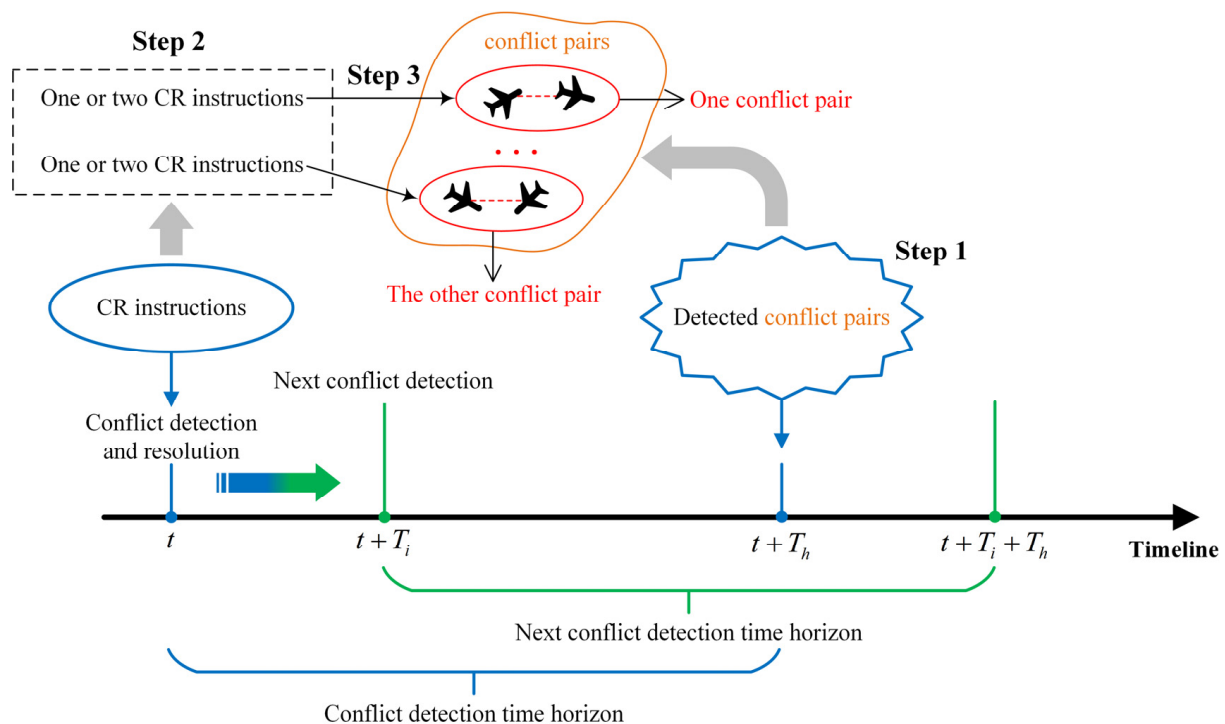 Step 2
conflict pairs
Step 3
One or two CR instructions
One conflict pair
One or two CR instructions
Step 1
The other conflict pair
CR instructions
Detected conflict pairs
Next conflict detection
Conflict detection
and resolution
t
t + T_i
t + T_h
t + T_i + T_h
Timeline
Next conflict detection time horizon
Conflict detection time horizon